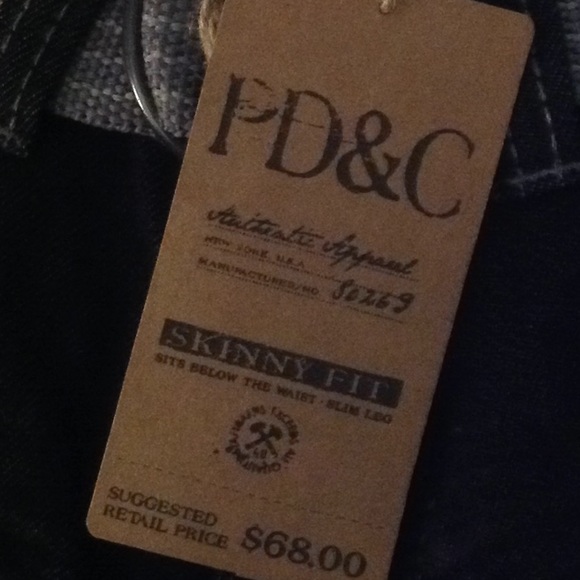 PD&C
Authentic Apparel
NEW YORK, U.S.A.
MANUFACTURED/NO 50269
SKINNY FIT
SITS BELOW THE WAIST · SLIM LEG
SUGGESTED
RETAIL PRICE $68.00